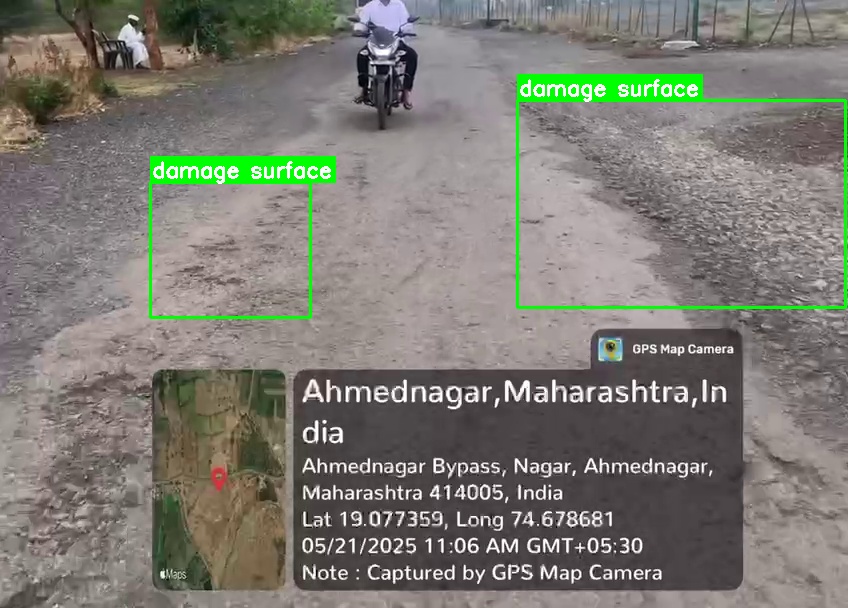 damage surface
damage surface
GPS Map Camera
Ahmednagar,Maharashtra,In
dia
Ahmednagar Bypass, Nagar, Ahmednagar,
Maharashtra 414005, India
Lat 19.077359, Long 74.678681
05/21/2025 11:06 AM GMT+05:30
Note : Captured by GPS Map Camera
Maps